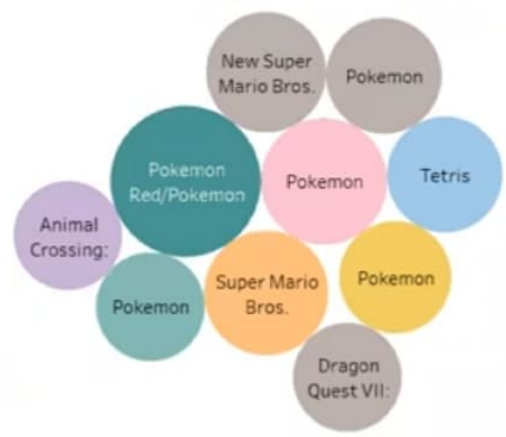 New Super
Mario Bros.
Pokemon
Pokemon
Red/Pokemon
Pokemon
Tetris
Animal
Crossing:
Pokemon
Super Mario
Bros.
Pokemon
Dragon
Quest VII: